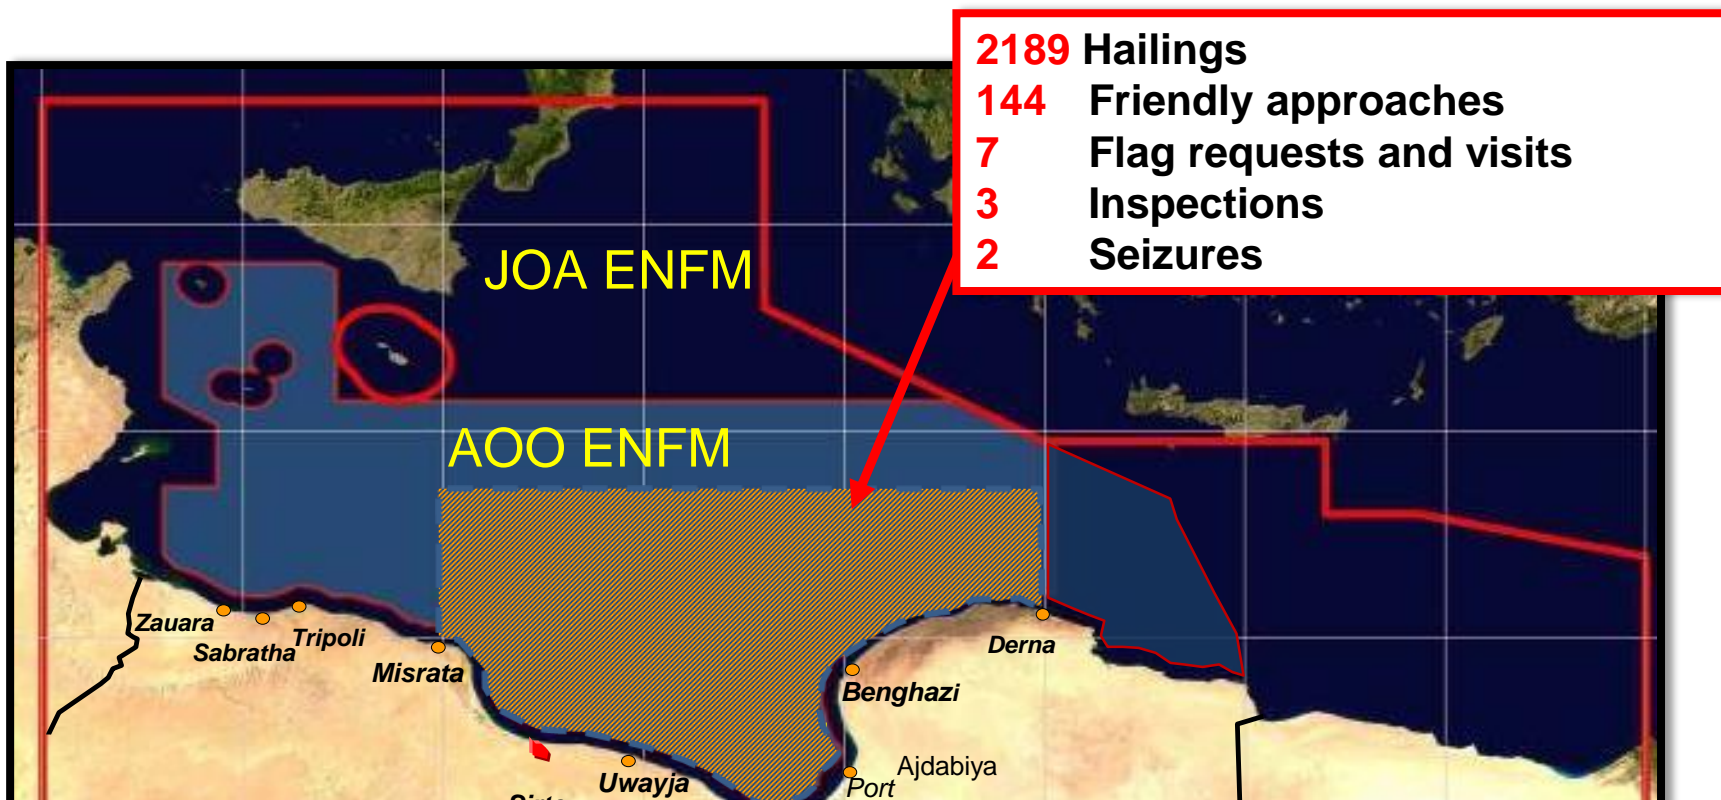 2189 Hailings
144 Friendly approaches
7 Flag requests and visits
3 Inspections
2 Seizures
JOA ENFM
AOO ENFM
Zauara
Sabratha
Tripoli
Misrata
Derna
Benghazi
Ajdabiya
Port
Uwayja